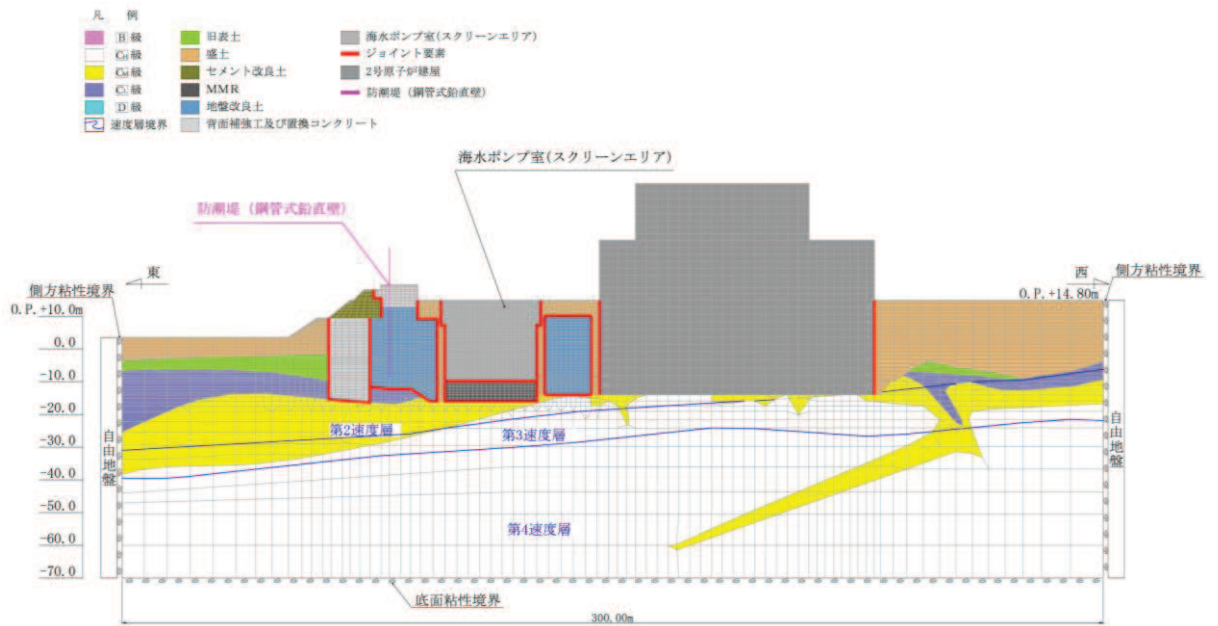 凡 例
B 級
CH 級
CM 級
CL 級
D 級
速度層境界
旧表土
盛土
セメント改良土
MMR
地盤改良土
背面補強工及び置換コンクリート
海水ポンプ室(スクリーンエリア)
ジョイント要素
2号原子炉建屋
防潮堤 (鋼管式鉛直壁)
海水ポンプ室(スクリーンエリア)
防潮堤 (鋼管式鉛直壁)
東
西
側方粘性境界
側方粘性境界
O.P.+10.0m
O.P.+14.80m
0.0
-10.0
-20.0
-30.0
-40.0
-50.0
-60.0
-70.0
自由地盤
自由地盤
第2速度層
第3速度層
第4速度層
底面粘性境界
300.00m